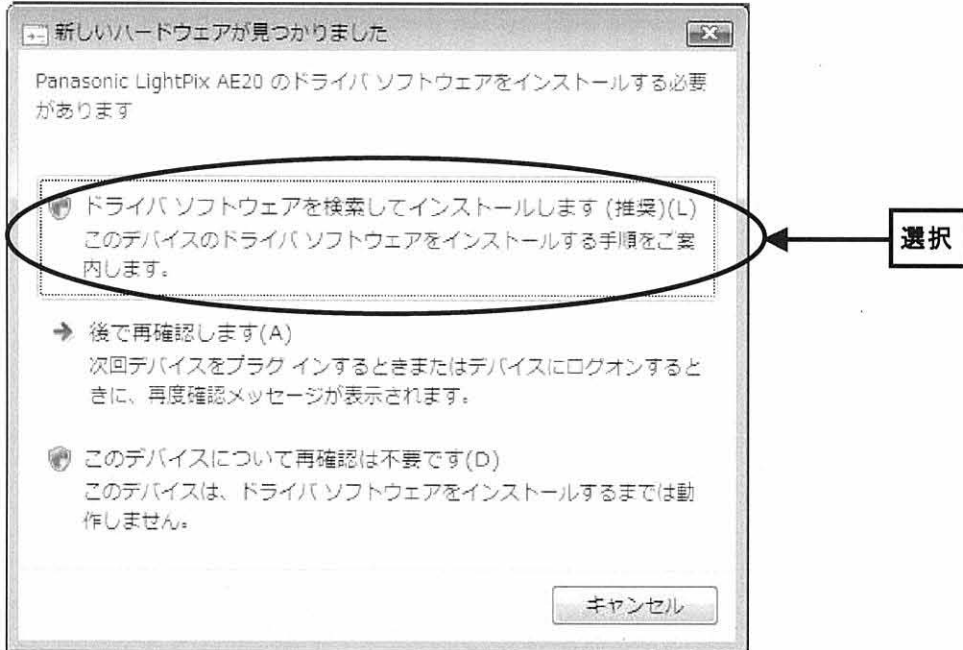 新しいハードウェアが見つかりました
Panasonic LightPix AE20 のドライバ ソフトウェアをインストールする必要
があります
ドライバ ソフトウェアを検索してインストールします (推奨)(L)
このデバイスのドライバ ソフトウェアをインストールする手順をご案
内します。
選択
後で再確認します(A)
次回デバイスをプラグ インするときまたはデバイスにログオンすると
きに、再度確認メッセージが表示されます。
このデバイスについて再確認は不要です(D)
このデバイスは、ドライバ ソフトウェアをインストールするまでは動
作しません。
キャンセル